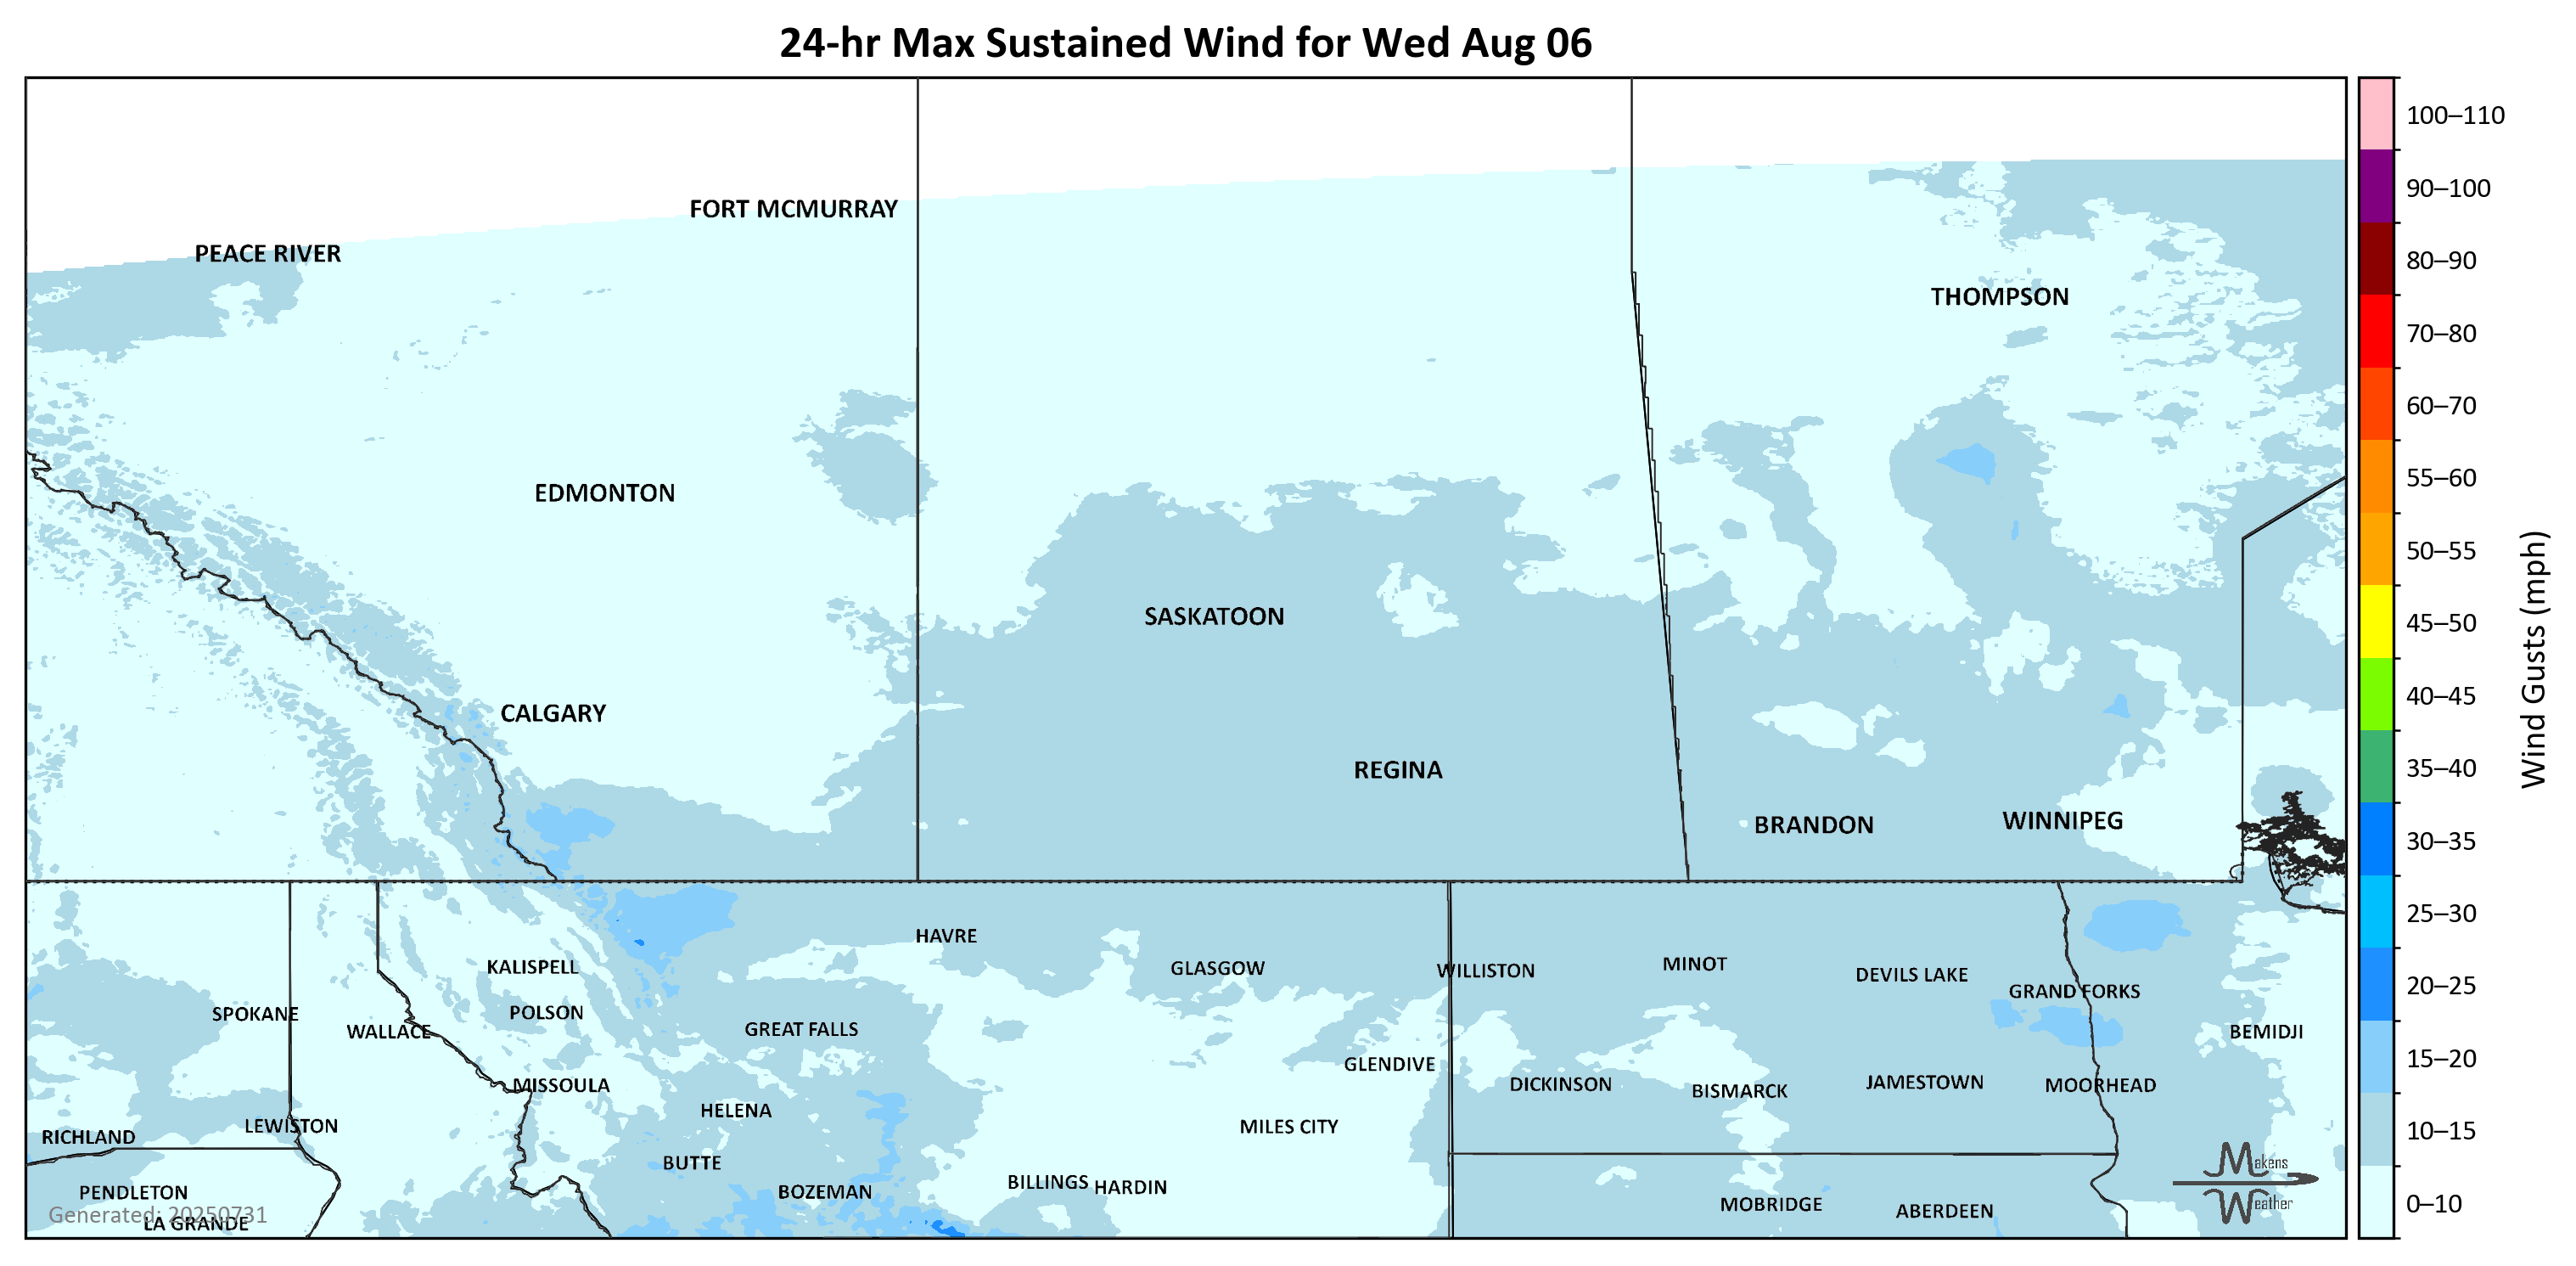 24-hr Max Sustained Wind for Wed Aug 06
FORT MCMURRAY
PEACE RIVER
THOMPSON
EDMONTON
SASKATOON
CALGARY
REGINA
WINNIPEG
BRANDON
HAVRE
MINOT
KALISPELL
GLASGOW
WILLISTON
DEVILS LAKE
GRAND FORKS
POLSON
SPOKANE
GREAT FALLS
WALLACE
BEMIDJI
GLENDIVE
JAMESTOWN
DICKINSON
MISSOULA
MOORHEAD
BISMARCK
HELENA
LEWISTON
MILES CITY
RICHLAND
BUTTE
BILLINGS
HARDIN
PENDLETON
BOZEMAN
MOBRIDGE
ABERDEEN
LA GRANDE
Generated: 20250731
Makens
Weather
100–110
90–100
80–90
70–80
60–70
55–60
50–55
45–50
40–45
35–40
30–35
25–30
20–25
15–20
10–15
0–10
Wind Gusts (mph)